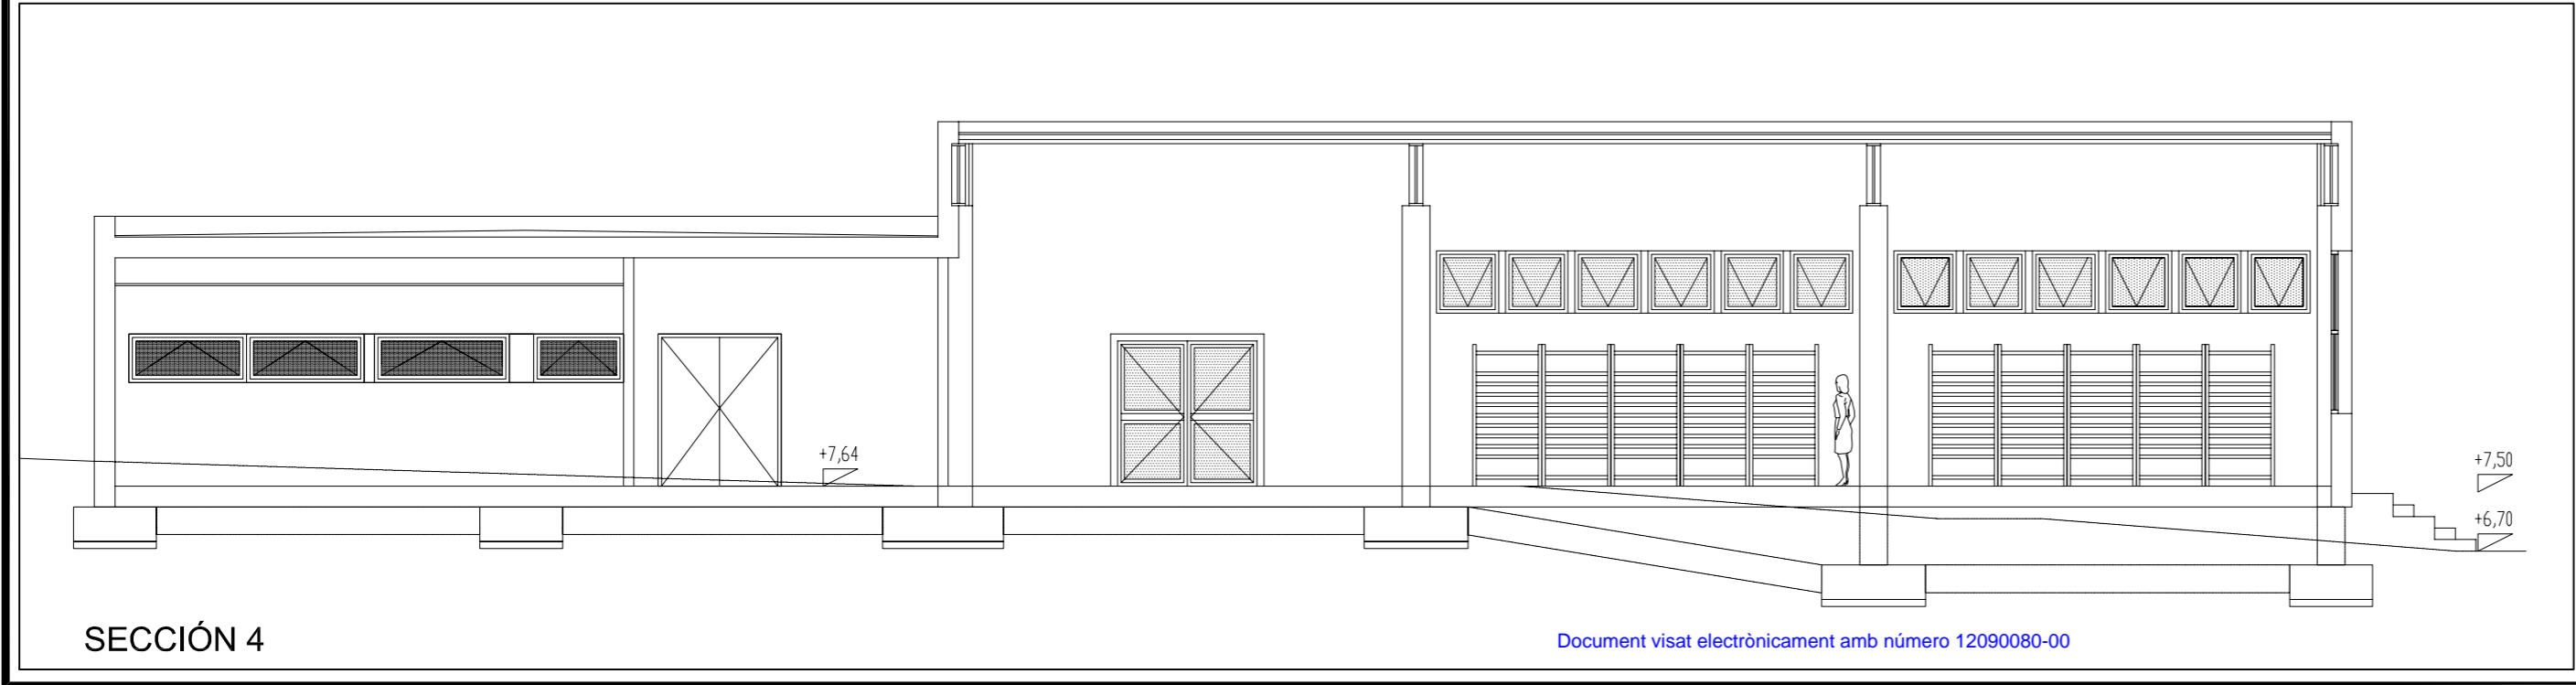 +7,64
+7,50
+6,70
SECCIÓN 4
Document visat electrònicament amb número 12090080-00